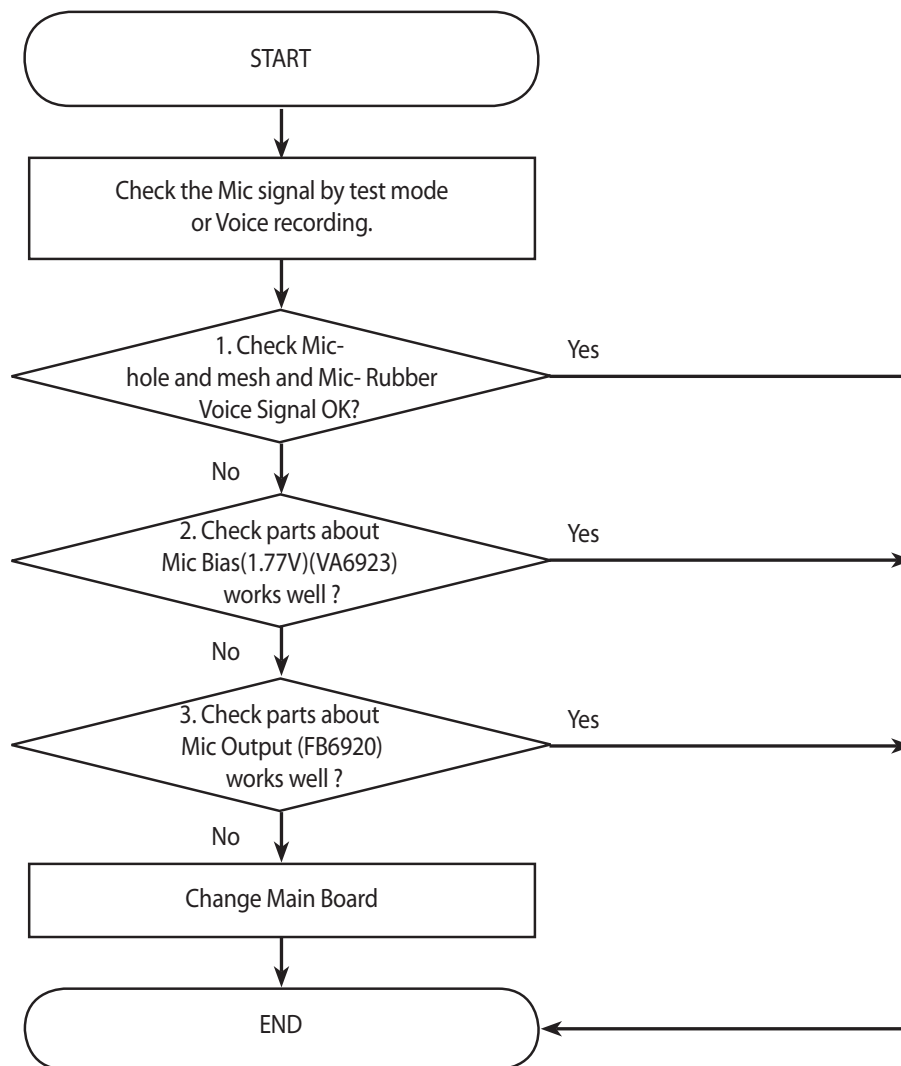 START
Check the Mic signal by test mode
or Voice recording.
1. Check Mic-
hole and mesh and Mic- Rubber
Voice Signal OK?
Yes
No
2. Check parts about
Mic Bias(1.77V)(VA6923)
works well ?
Yes
No
3. Check parts about
Mic Output (FB6920)
works well ?
Yes
No
Change Main Board
END